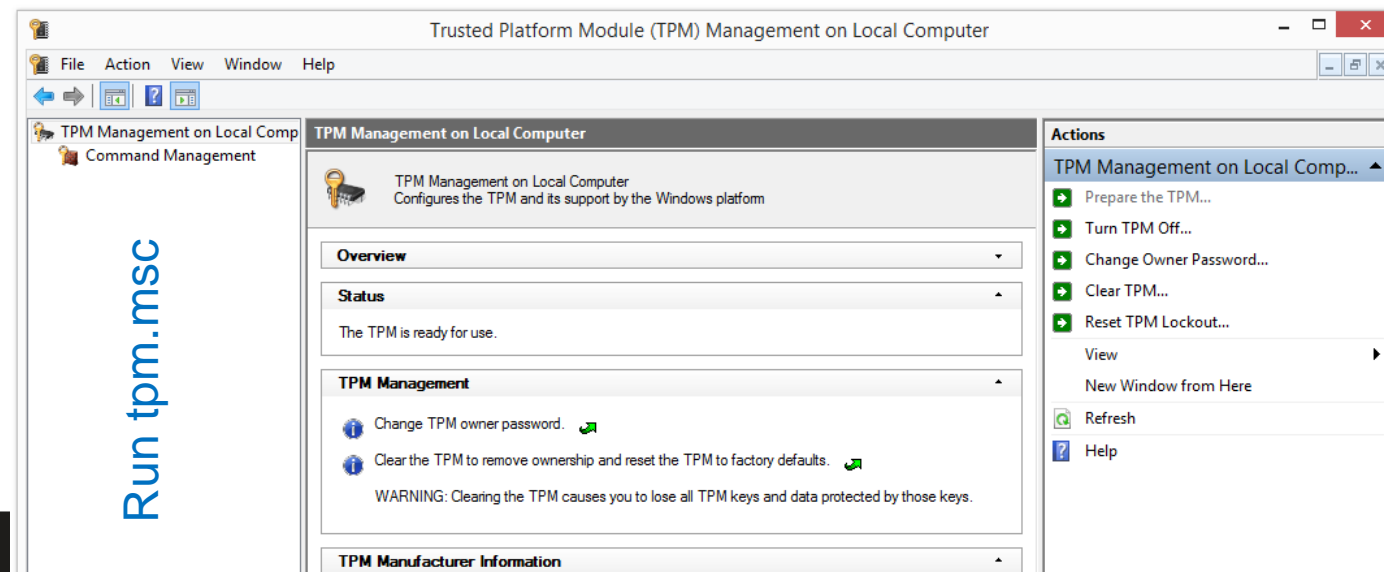 Trusted Platform Module (TPM) Management on Local Computer
File Action View Window Help
TPM Management on Local Comp
Command Management
Run tpm.msc
TPM Management on Local Computer
TPM Management on Local Computer
Configures the TPM and its support by the Windows platform
Overview
Status
The TPM is ready for use.
TPM Management
Change TPM owner password.
Clear the TPM to remove ownership and reset the TPM to factory defaults.
WARNING: Clearing the TPM causes you to lose all TPM keys and data protected by those keys.
TPM Manufacturer Information
Actions
TPM Management on Local Comp...
Prepare the TPM...
Turn TPM Off...
Change Owner Password...
Clear TPM...
Reset TPM Lockout...
View
New Window from Here
Refresh
Help